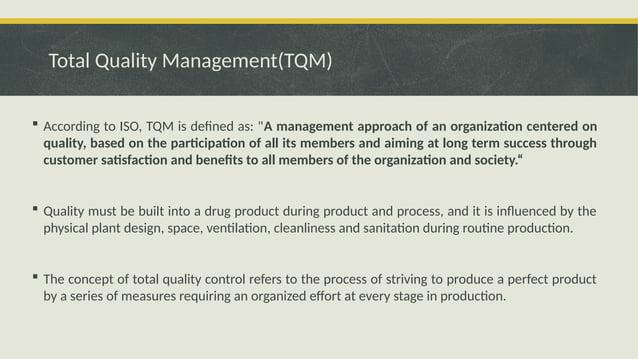 Total Quality Management(TQM)
▪ According to ISO, TQM is defined as: "A management approach of an organization centered on
quality, based on the participation of all its members and aiming at long term success through
customer satisfaction and benefits to all members of the organization and society.“
▪ Quality must be built into a drug product during product and process, and it is influenced by the
physical plant design, space, ventilation, cleanliness and sanitation during routine production.
▪ The concept of total quality control refers to the process of striving to produce a perfect product
by a series of measures requiring an organized effort at every stage in production.